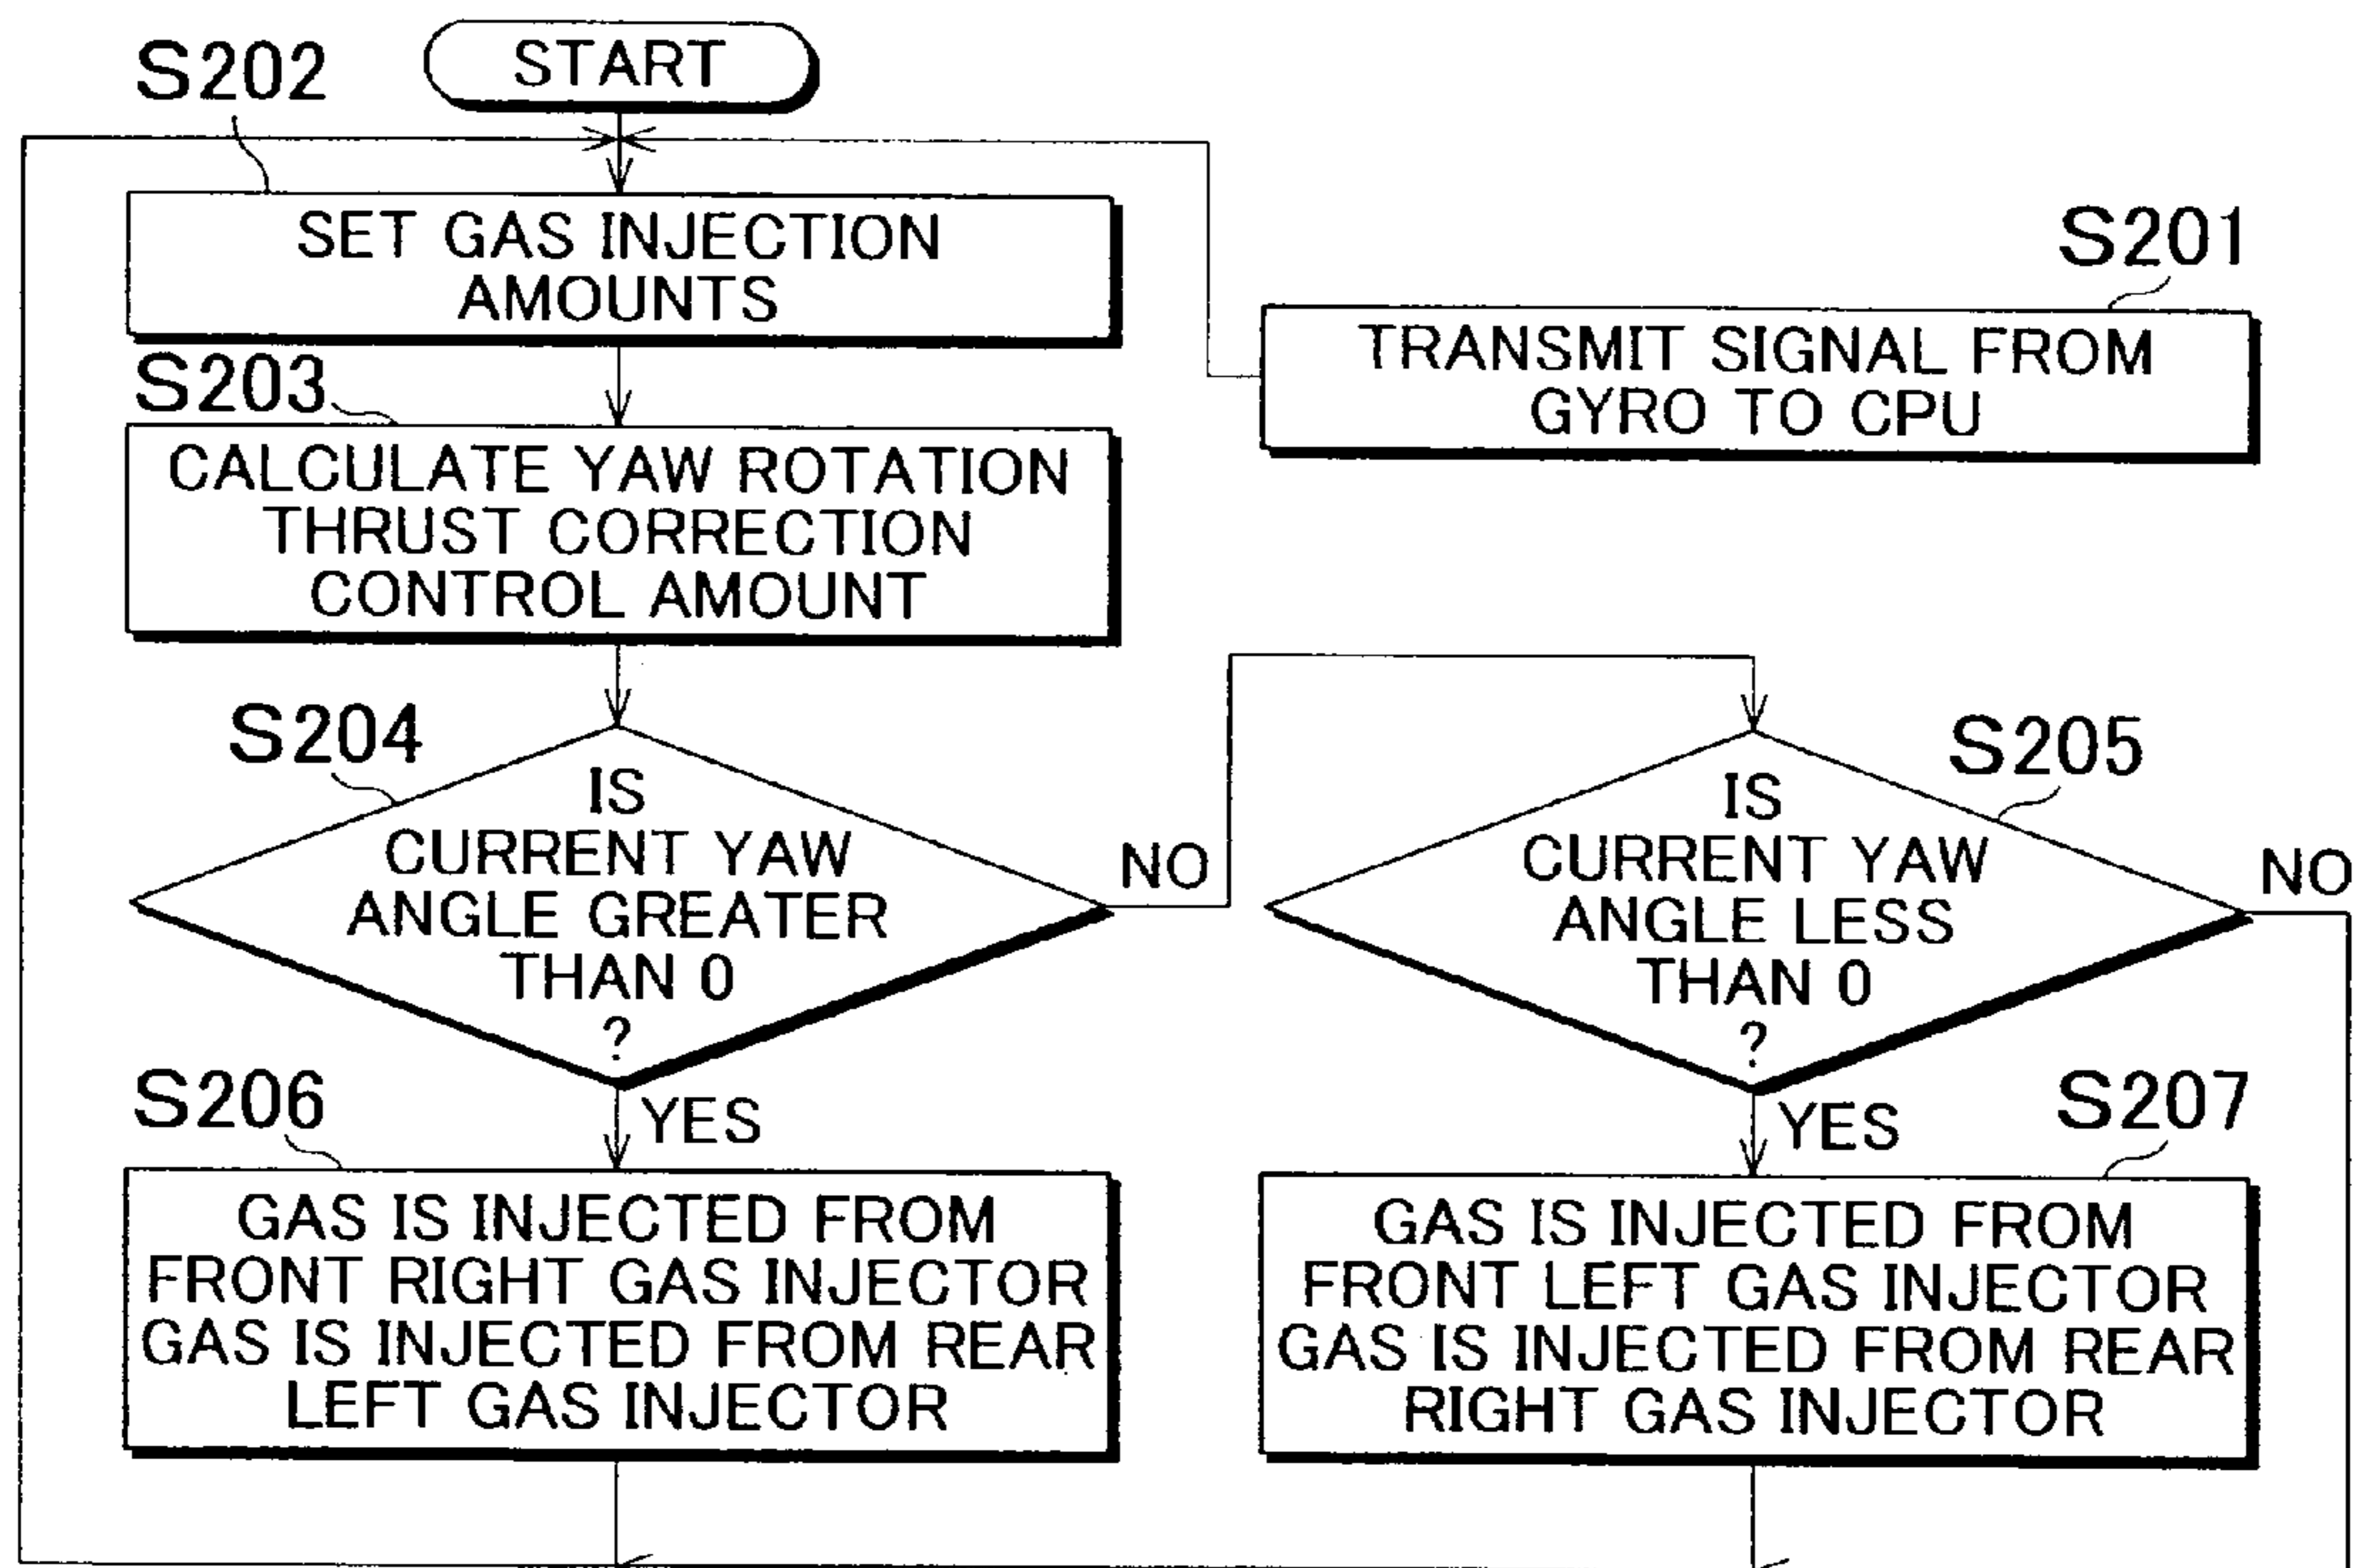 START
S202
SET GAS INJECTION
AMOUNTS
S201
TRANSMIT SIGNAL FROM
GYRO TO CPU
S203
CALCULATE YAW ROTATION
THRUST CORRECTION
CONTROL AMOUNT
S204
IS
CURRENT YAW
ANGLE GREATER
THAN 0
?
NO
S205
IS
CURRENT YAW
ANGLE LESS
THAN 0
?
NO
YES
S206
GAS IS INJECTED FROM
FRONT RIGHT GAS INJECTOR
GAS IS INJECTED FROM REAR
LEFT GAS INJECTOR
YES
S207
GAS IS INJECTED FROM
FRONT LEFT GAS INJECTOR
GAS IS INJECTED FROM REAR
RIGHT GAS INJECTOR